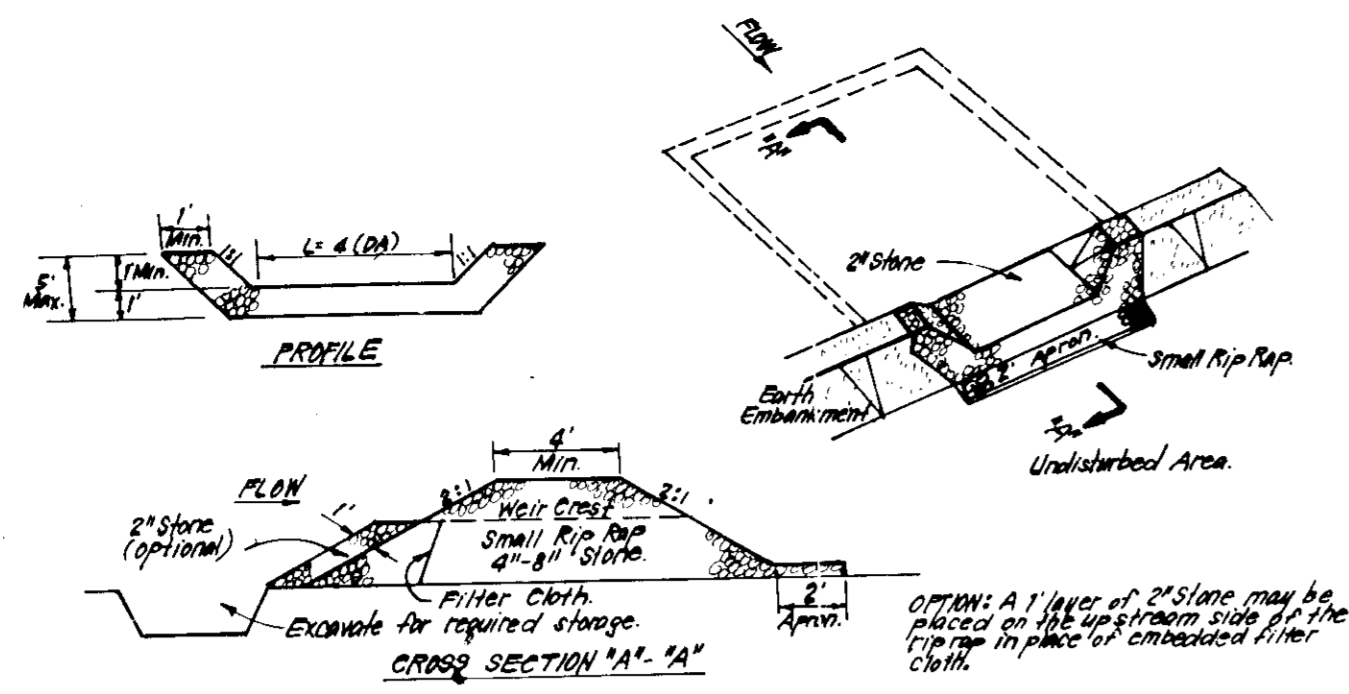 1'
Min.
1:1
L= 4 (DA)
1:1
5'
Max.
1' Min.
1'
PROFILE
FLOW
"A"
2" Stone
2'
Apron.
Small Rip Rap.
Earth
Embankment
"A"
Undisturbed Area.
4'
Min.
FLOW
2:1
2:1
1'
2" Stone
(optional)
Weir Crest
Small Rip Rap
4"-8" Stone.
Filter Cloth.
Excavate for required storage.
2'
Apron.
CROSS SECTION "A"- "A"
OPTION: A 1' layer of 2" Stone may be
placed on the upstream side of the
rip rap in place of embedded filter
cloth.